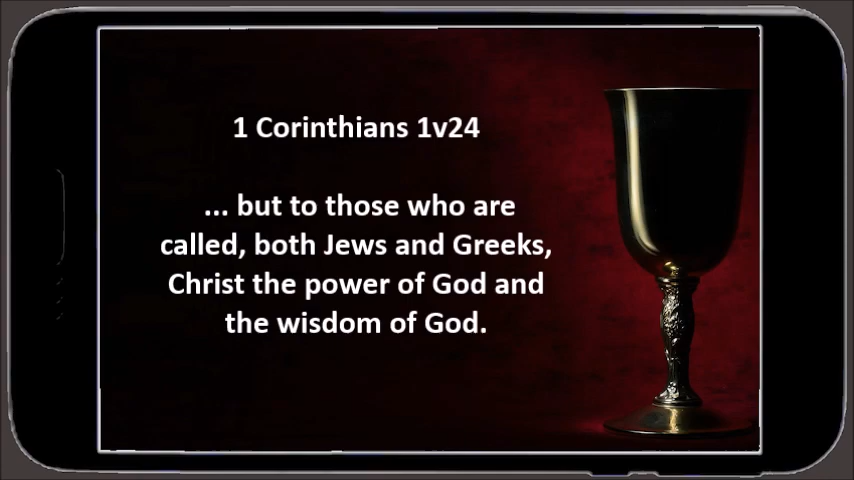 1 Corinthians 1v24
... but to those who are
called, both Jews and Greeks,
Christ the power of God and
the wisdom of God.